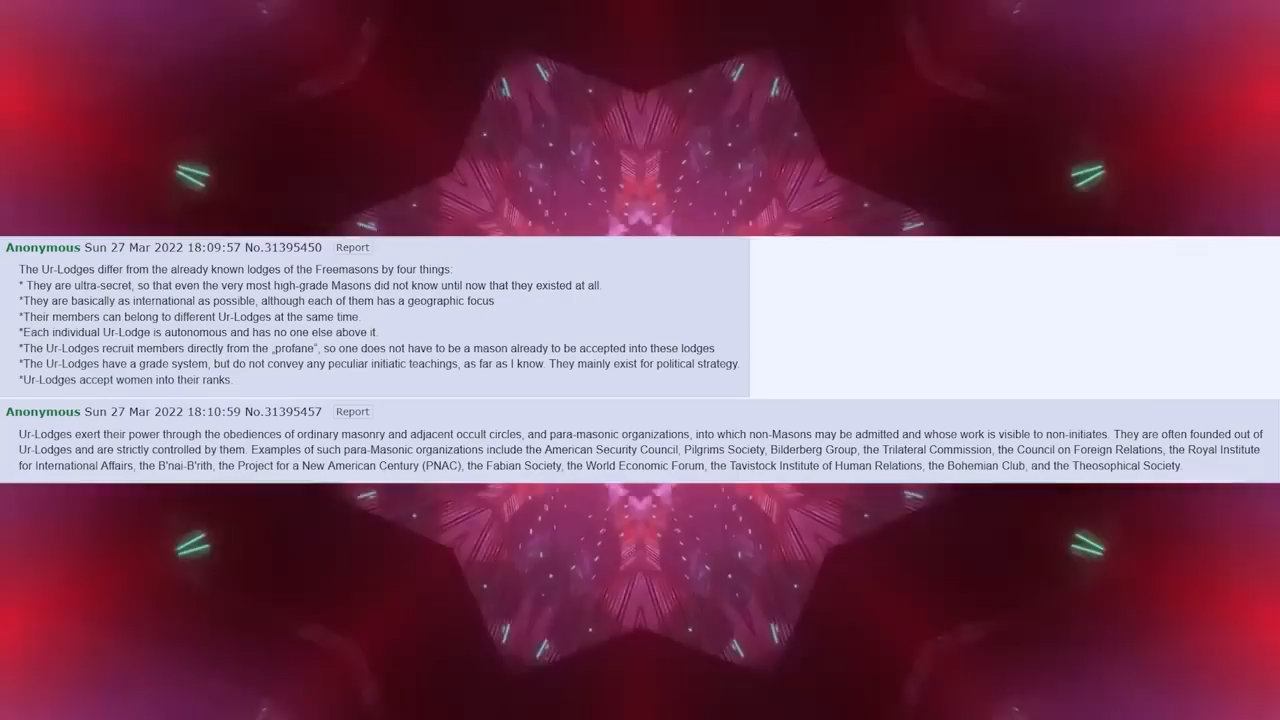 Anonymous Sun 27 Mar 2022 18:09:57 No.31395450 Report
The Ur-Lodges differ from the already known lodges of the Freemasons by four things:
* They are ultra-secret, so that even the very most high-grade Masons did not know until now that they existed at all.
*They are basically as international as possible, although each of them has a geographic focus
*Their members can belong to different Ur-Lodges at the same time.
*Each individual Ur-Lodge is autonomous and has no one else above it.
*The Ur-Lodges recruit members directly from the „profane“, so one does not have to be a mason already to be accepted into these lodges
*The Ur-Lodges have a grade system, but do not convey any peculiar initiatic teachings, as far as I know. They mainly exist for political strategy.
*Ur-Lodges accept women into their ranks.
Anonymous Sun 27 Mar 2022 18:10:59 No.31395457 Report
Ur-Lodges exert their power through the obediences of ordinary masonry and adjacent occult circles, and para-masonic organizations, into which non-Masons may be admitted and whose work is visible to non-initiates. They are often founded out of
Ur-Lodges and are strictly controlled by them. Examples of such para-Masonic organizations include the American Security Council, Pilgrims Society, Bilderberg Group, the Trilateral Commission, the Council on Foreign Relations, the Royal Institute
for International Affairs, the B'nai-B'rith, the Project for a New American Century (PNAC), the Fabian Society, the World Economic Forum, the Tavistock Institute of Human Relations, the Bohemian Club, and the Theosophical Society.